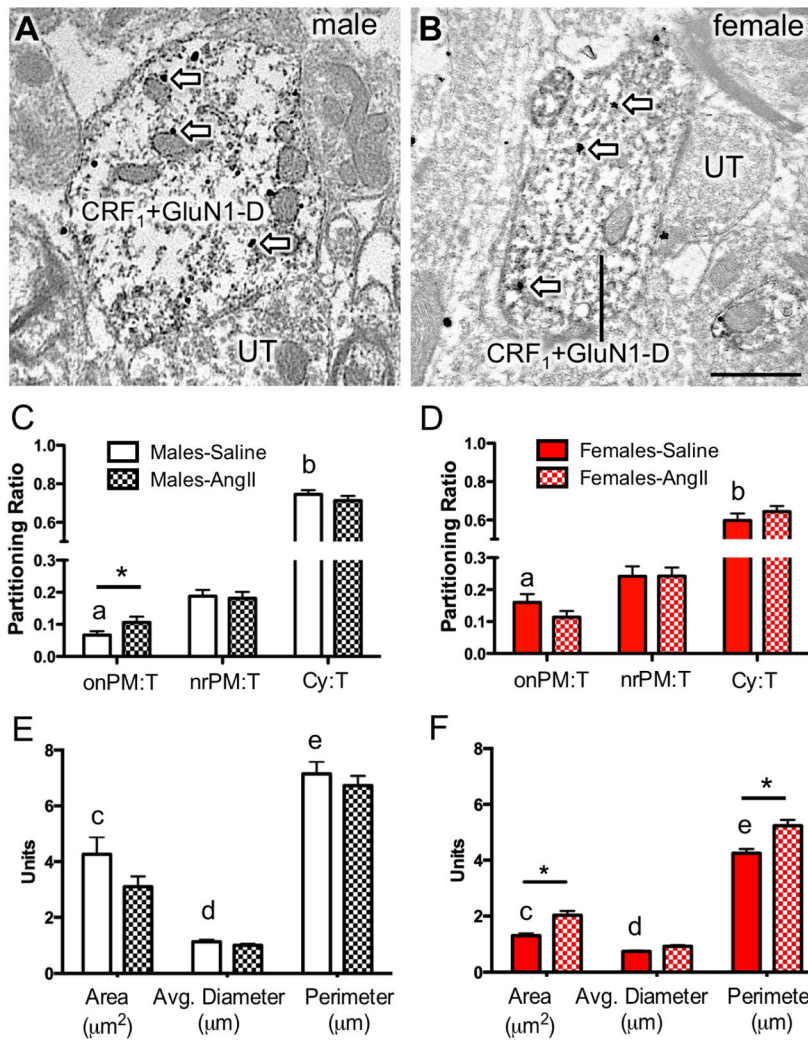 A male
CRF1+GluN1-D
UT
B female
UT
CRF1+GluN1-D
C
Males-Saline
Males-AngII
Partitioning Ratio
1.0
0.8
0.6
0.3
0.2
0.1
0.0
a
*
b
onPM:T nrPM:T Cy:T
D
Females-Saline
Females-AngII
Partitioning Ratio
1.0
0.8
0.6
0.3
0.2
0.1
0.0
a
b
onPM:T nrPM:T Cy:T
E
Units
8
6
4
2
0
c
d
e
Area Avg. Diameter Perimeter
(μm²) (μm) (μm)
F
Units
8
6
4
2
0
*
c
d
*
e
Area Avg. Diameter Perimeter
(μm²) (μm) (μm)